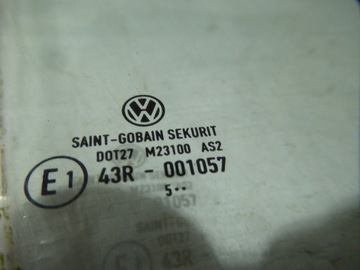 SAINT-GOBAIN SEKURIT
DOT27 M23100 AS2
E1 43R - 001057
5••